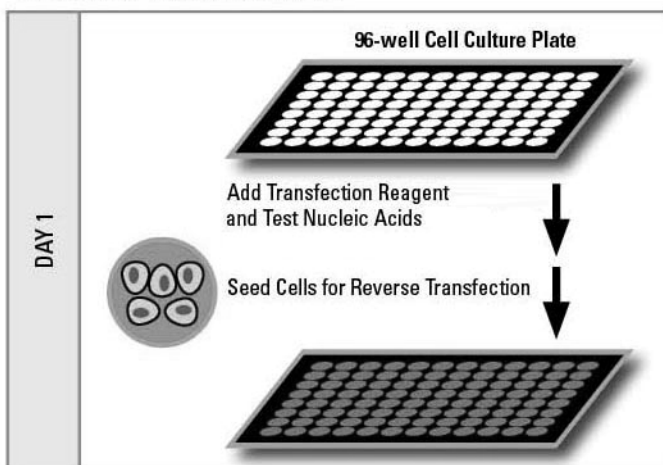 96-well Cell Culture Plate
DAY 1
Add Transfection Reagent
and Test Nucleic Acids
Seed Cells for Reverse Transfection